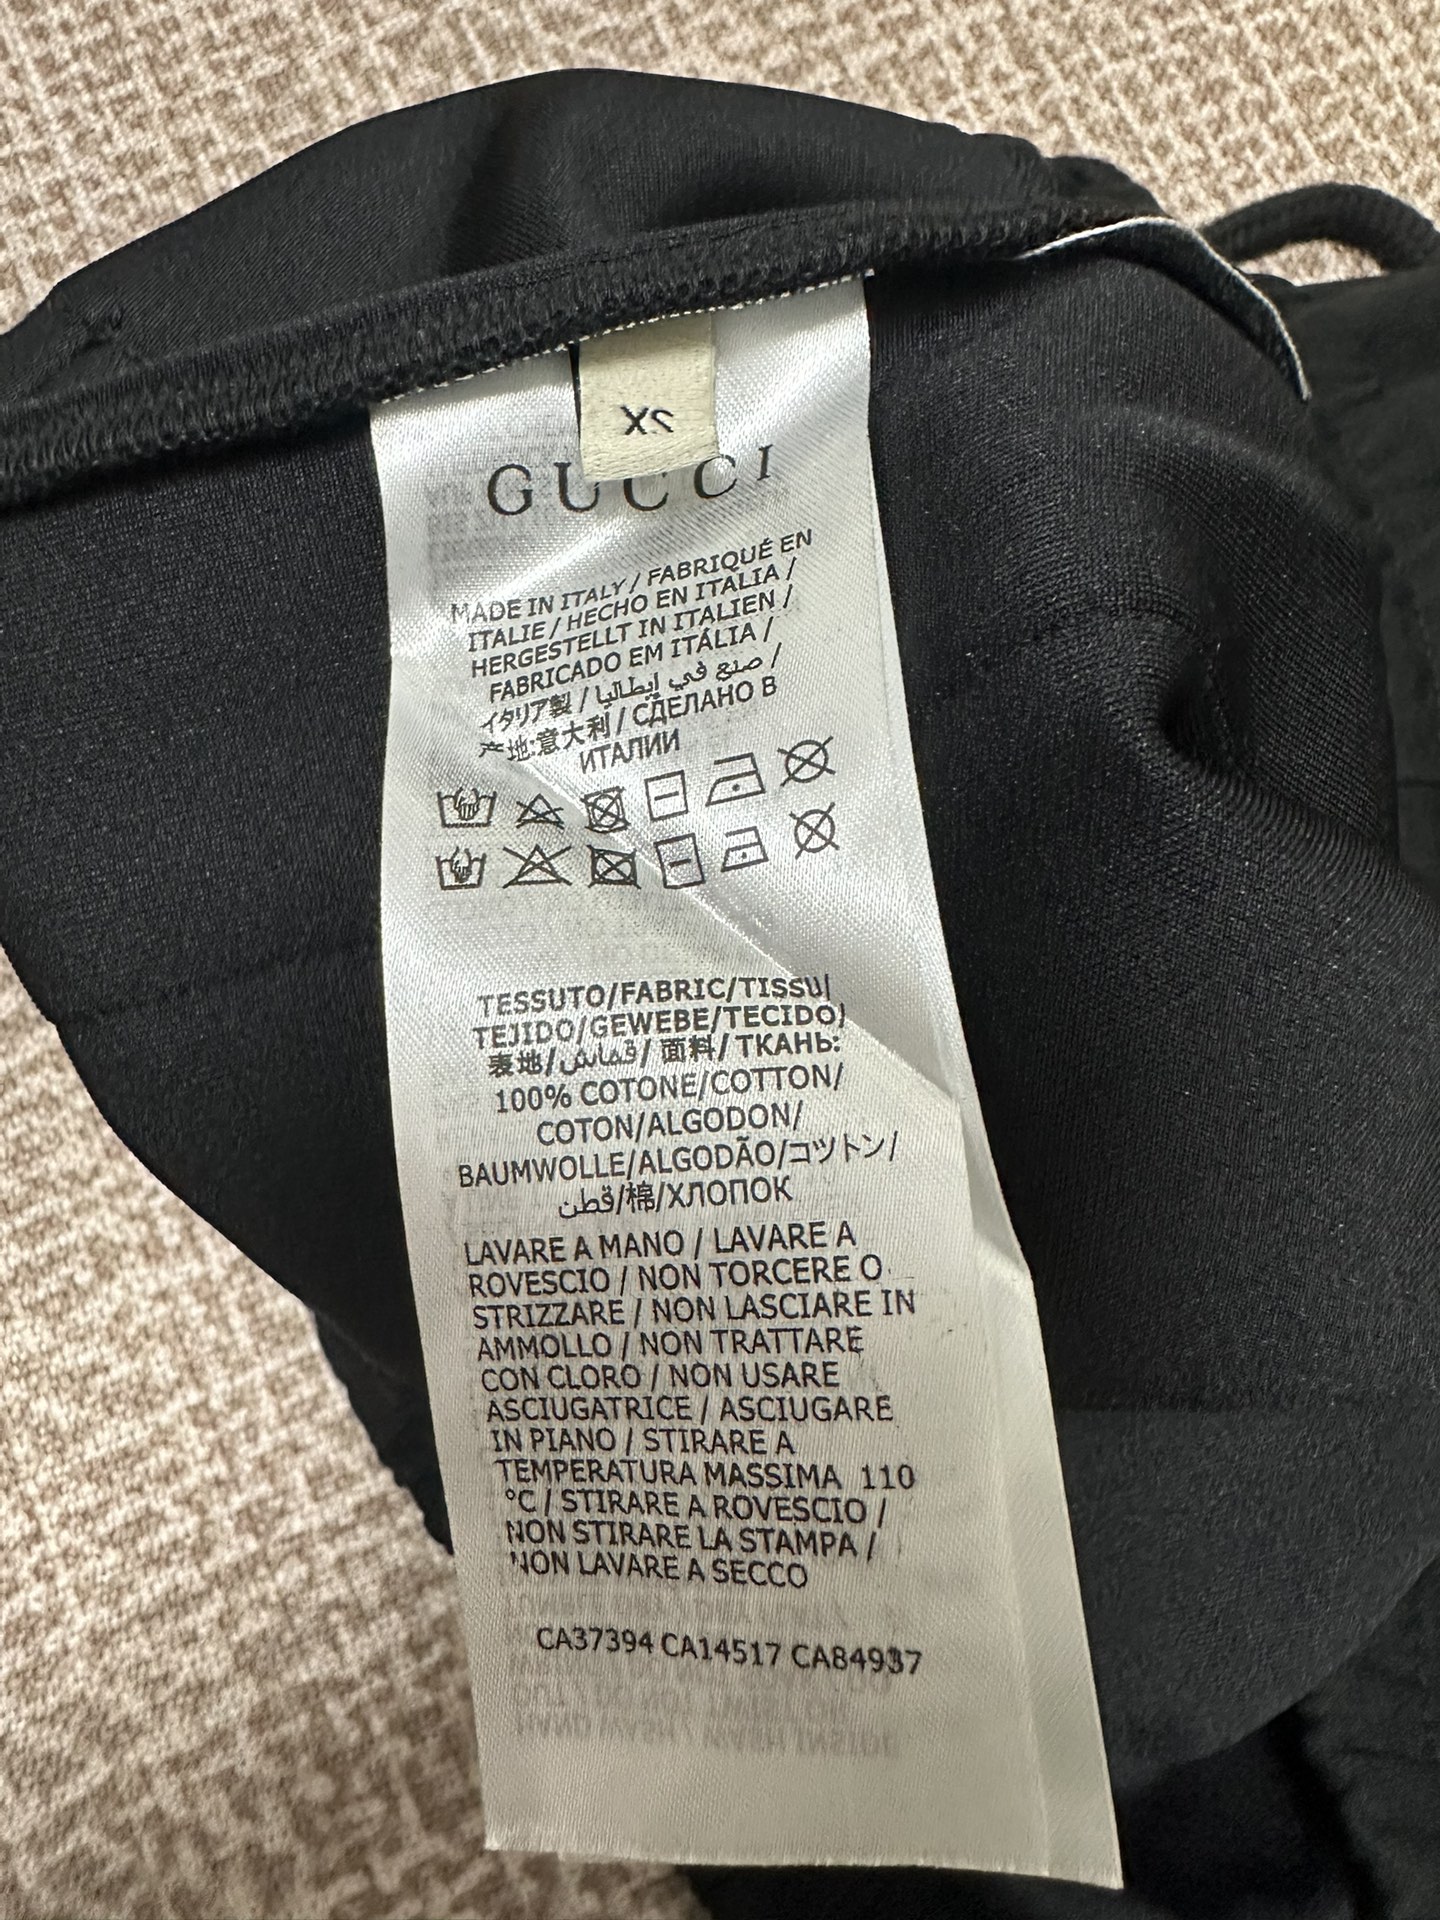 XS
GUCCI
MADE IN ITALY / FABRIQUÉ EN
ITALIE / HECHO EN ITALIA /
HERGESTELLT IN ITALIEN /
FABRICADO EM ITÁLIA /
イタリア製 / صنع في إيطاليا /
产地:意大利 / СДЕЛАНО В
ИТАЛИИ
TESSUTO/FABRIC/TISSU/
TEJIDO/GEWEBE/TECIDO/
表地/قماش/ 面料/ ТКАНЬ:
100% COTONE/COTTON/
COTON/ALGODON/
BAUMWOLLE/ALGODÃO/コットン/
قطن/棉/ХЛОПОК
LAVARE A MANO / LAVARE A
ROVESCIO / NON TORCERE O
STRIZZARE / NON LASCIARE IN
AMMOLLO / NON TRATTARE
CON CLORO / NON USARE
ASCIUGATRICE / ASCIUGARE
IN PIANO / STIRARE A
TEMPERATURA MASSIMA 110
°C / STIRARE A ROVESCIO /
NON STIRARE LA STAMPA /
NON LAVARE A SECCO
CA37394 CA14517 CA84937